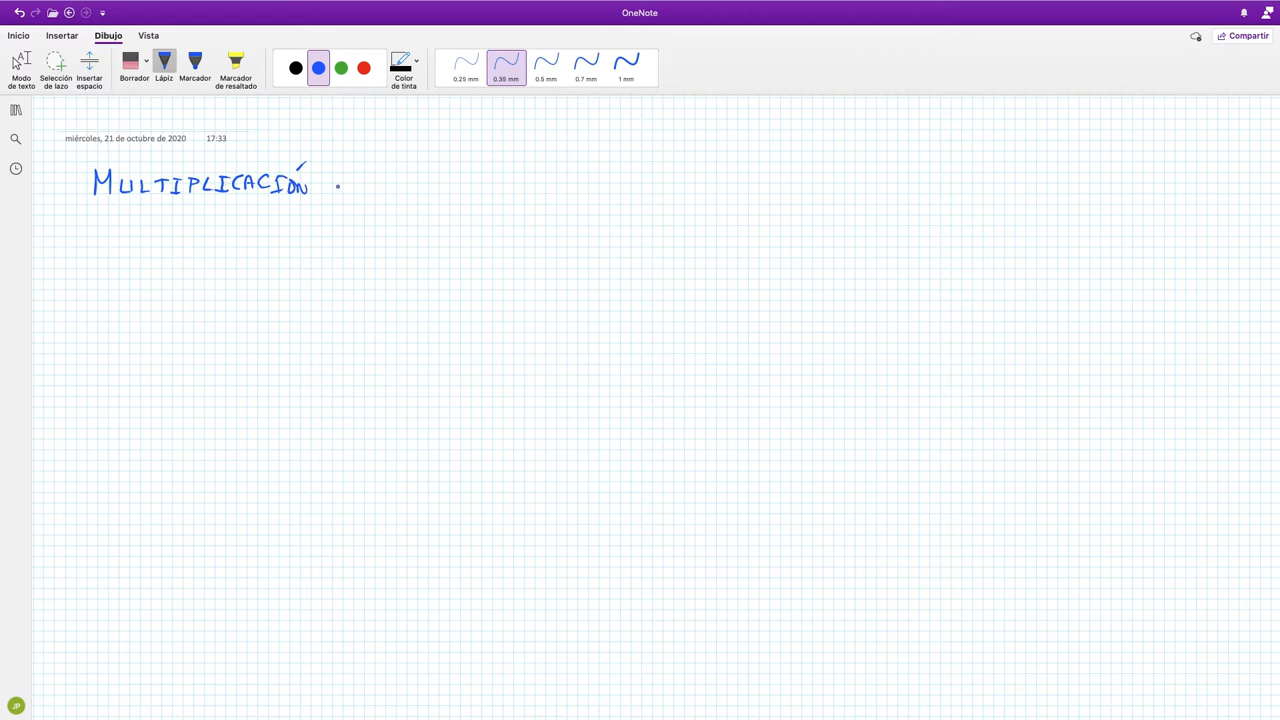 OneNote
Inicio Insertar Dibujo Vista Compartir
Modo de texto Selección de lazo Insertar espacio Borrador Lápiz Marcador Marcador de resaltado Color de tinta 0.25 mm 0.35 mm 0.5 mm 0.7 mm 1 mm
miércoles, 21 de octubre de 2020 17:33
MULTIPLICACIÓN
JP